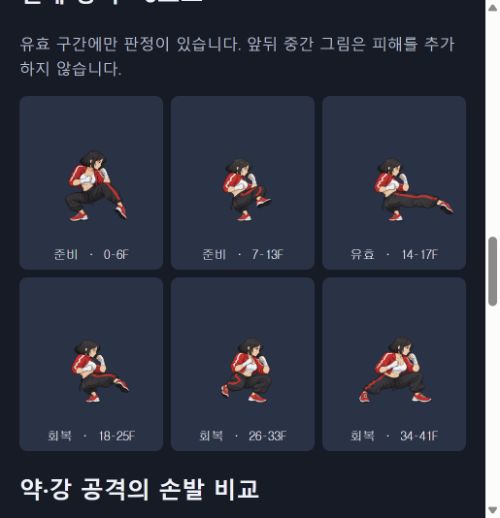 유효 구간에만 판정이 있습니다. 앞뒤 중간 그림은 피해를 추가
하지 않습니다.
준비 · 0-6F
준비 · 7-13F
유효 · 14-17F
회복 · 18-25F
회복 · 26-33F
회복 · 34-41F
약·강 공격의 손발 비교